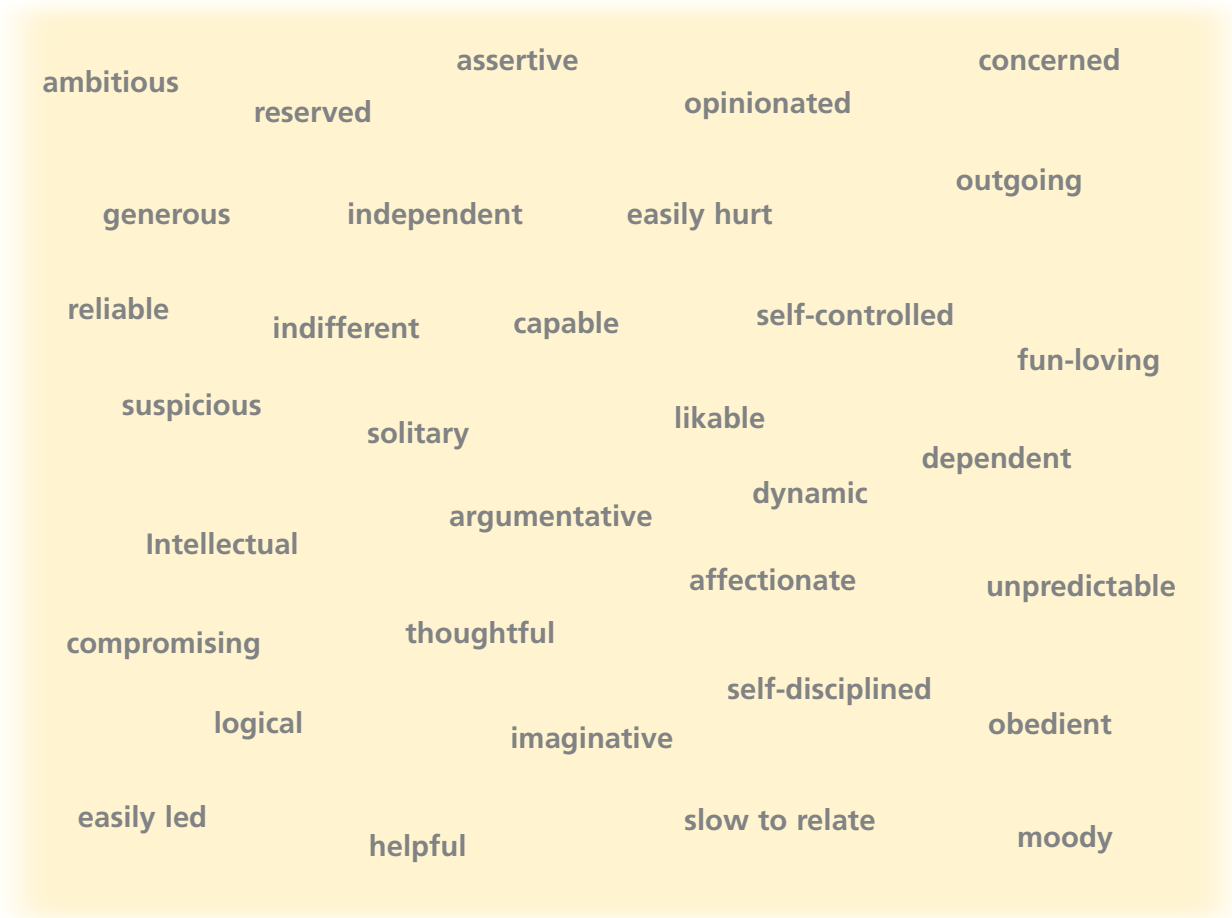 ambitious
assertive
concerned
reserved
opinionated
outgoing
generous
independent
easily hurt
reliable
indifferent
capable
self-controlled
fun-loving
suspicious
solitary
likable
dependent
dynamic
argumentative
Intellectual
affectionate
unpredictable
compromising
thoughtful
self-disciplined
logical
imaginative
obedient
easily led
helpful
slow to relate
moody